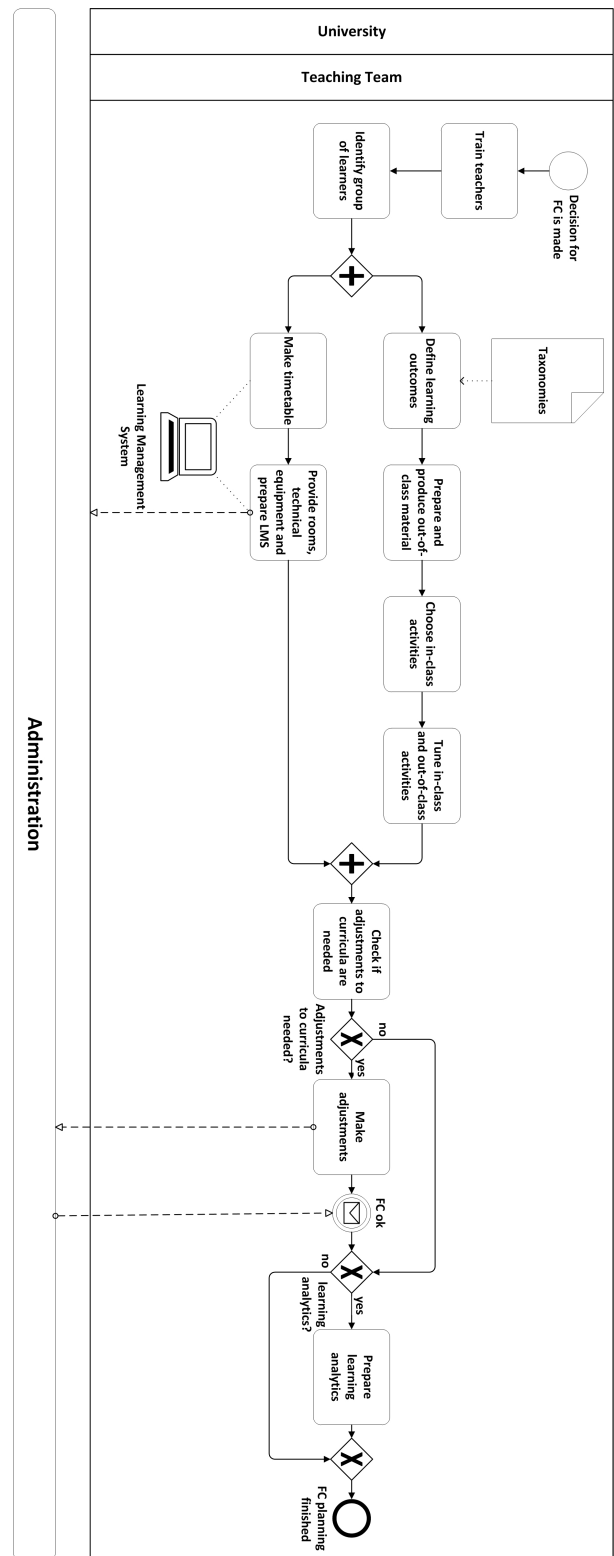 University
Teaching Team
Decision for
FC is made
Train teachers
Identify group
of learners
Taxonomies
Define learning
outcomes
Prepare and
produce out-of-
class material
Choose in-class
activities
Tune in-class
and out-of-class
activities
Make timetable
Provide rooms,
technical
equipment and
prepare LMS
Learning Management
System
Check if
adjustments to
curricula are
needed
Adjustments
to curricula
needed?
no
yes
Make
adjustments
FC ok
learning
analytics?
yes
no
Prepare
learning
analytics
FC planning
finished
Administration